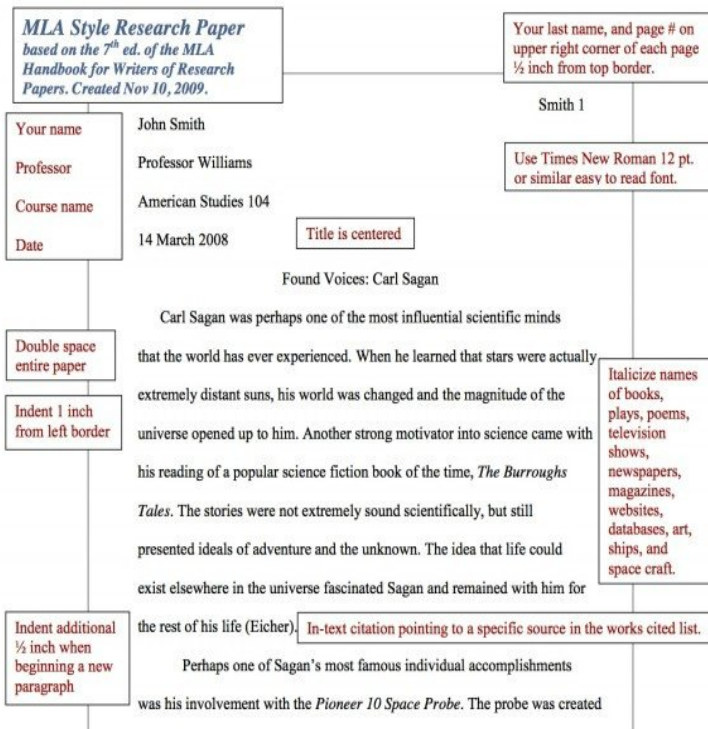 MLA Style Research Paper
based on the 7th ed. of the MLA
Handbook for Writers of Research
Papers. Created Nov 10, 2009.
Your last name, and page # on
upper right corner of each page
½ inch from top border.
Smith 1
Your name
John Smith
Professor
Professor Williams
Use Times New Roman 12 pt.
or similar easy to read font.
Course name
American Studies 104
Date
14 March 2008
Title is centered
Found Voices: Carl Sagan
Carl Sagan was perhaps one of the most influential scientific minds
Double space
entire paper
that the world has ever experienced. When he learned that stars were actually
extremely distant suns, his world was changed and the magnitude of the
Indent 1 inch
from left border
universe opened up to him. Another strong motivator into science came with
his reading of a popular science fiction book of the time, The Burroughs
Tales. The stories were not extremely sound scientifically, but still
presented ideals of adventure and the unknown. The idea that life could
exist elsewhere in the universe fascinated Sagan and remained with him for
Italicize names
of books,
plays, poems,
television
shows,
newspapers,
magazines,
websites,
databases, art,
ships, and
space craft.
the rest of his life (Eicher).
In-text citation pointing to a specific source in the works cited list.
Indent additional
½ inch when
beginning a new
paragraph
Perhaps one of Sagan's most famous individual accomplishments
was his involvement with the Pioneer 10 Space Probe. The probe was created